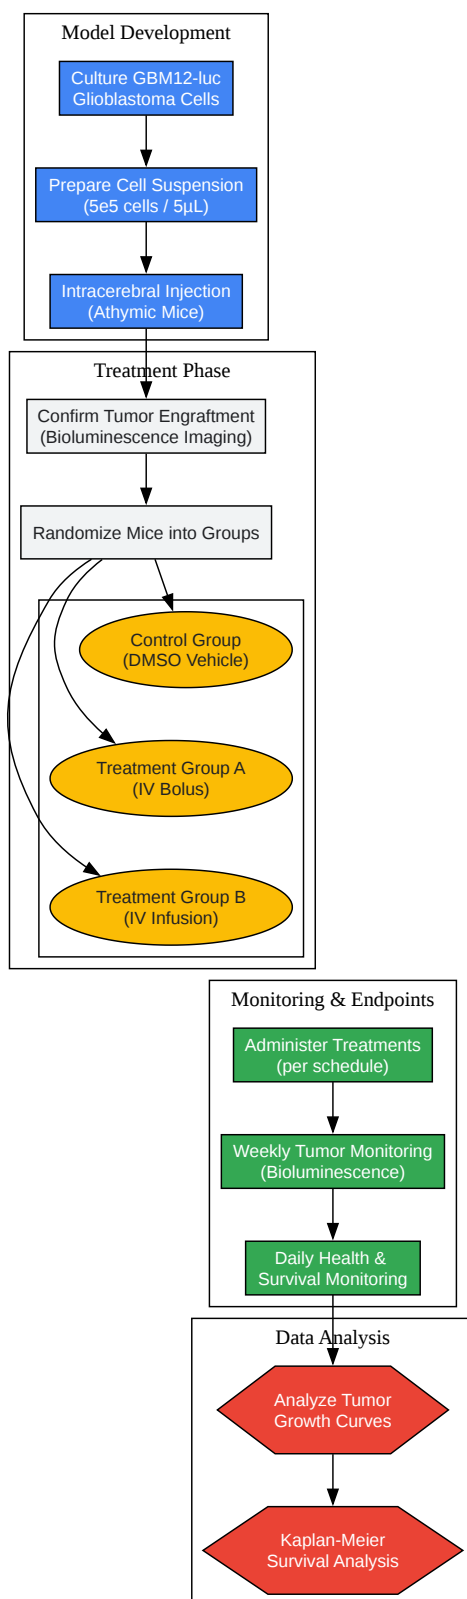 Model Development
Culture GBM12-luc
Glioblastoma Cells
Prepare Cell Suspension
(5e5 cells / 5µL)
Intracerebral Injection
(Athymic Mice)
Treatment Phase
Confirm Tumor Engraftment
(Bioluminescence Imaging)
Randomize Mice into Groups
Control Group
(DMSO Vehicle)
Treatment Group A
(IV Bolus)
Treatment Group B
(IV Infusion)
Monitoring & Endpoints
Administer Treatments
(per schedule)
Weekly Tumor Monitoring
(Bioluminescence)
Daily Health &
Survival Monitoring
Data Analysis
Analyze Tumor
Growth Curves
Kaplan-Meier
Survival Analysis